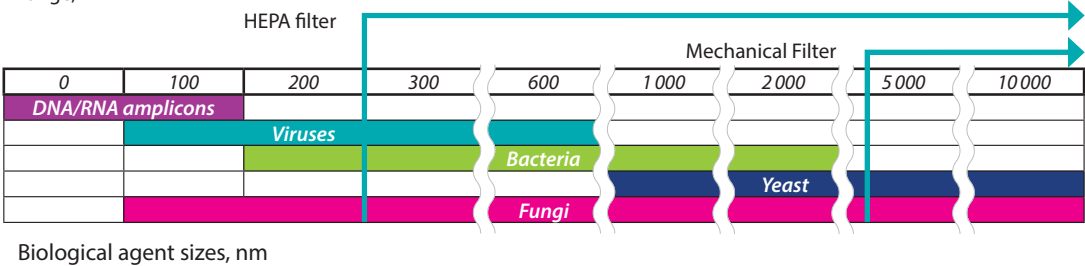 HEPA filter
Mechanical Filter
0 100 200 300 600 1 000 2 000 5 000 10 000
DNA/RNA amplicons
Viruses
Bacteria
Yeast
Fungi
Biological agent sizes, nm